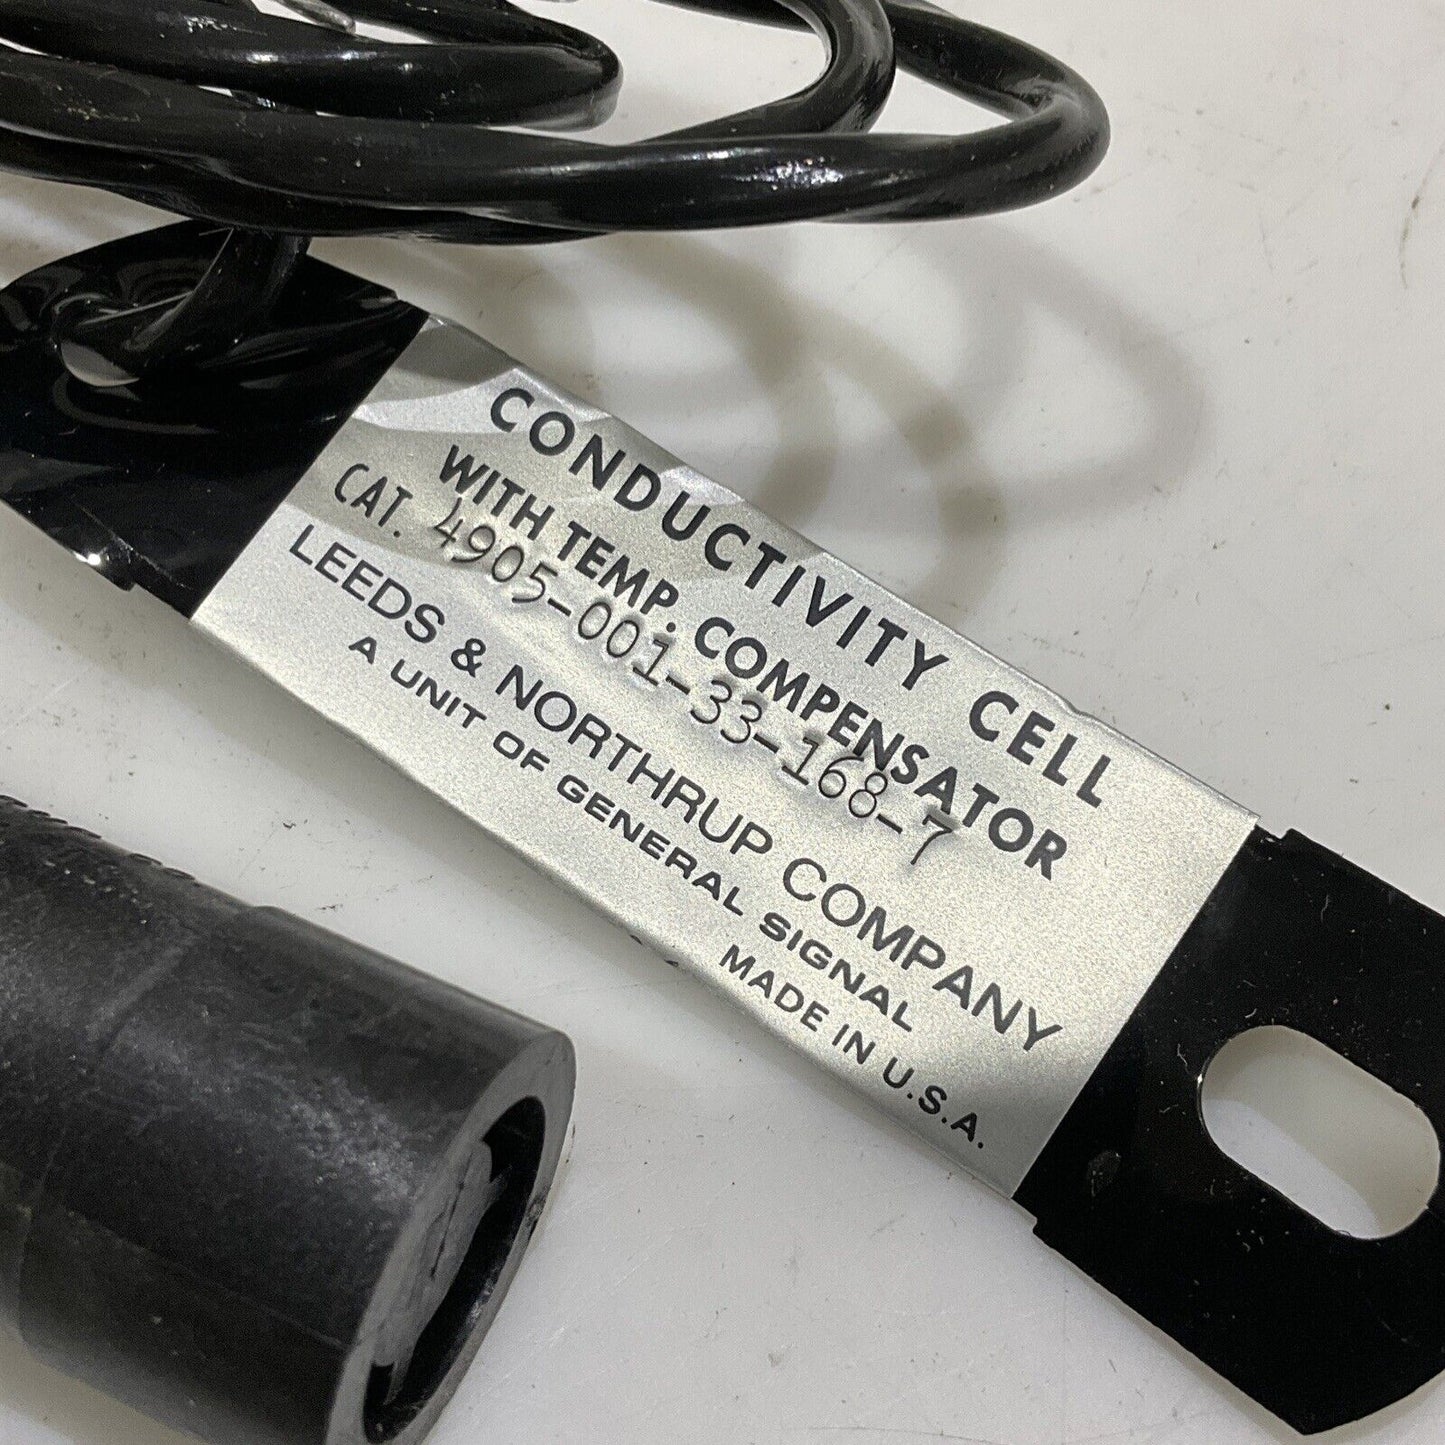 CONDUCTIVITY CELL
WITH TEMP. COMPENSATOR
CAT. 4905-001-33-168-7
LEEDS & NORTHRUP COMPANY
A UNIT OF GENERAL SIGNAL
MADE IN U.S.A.